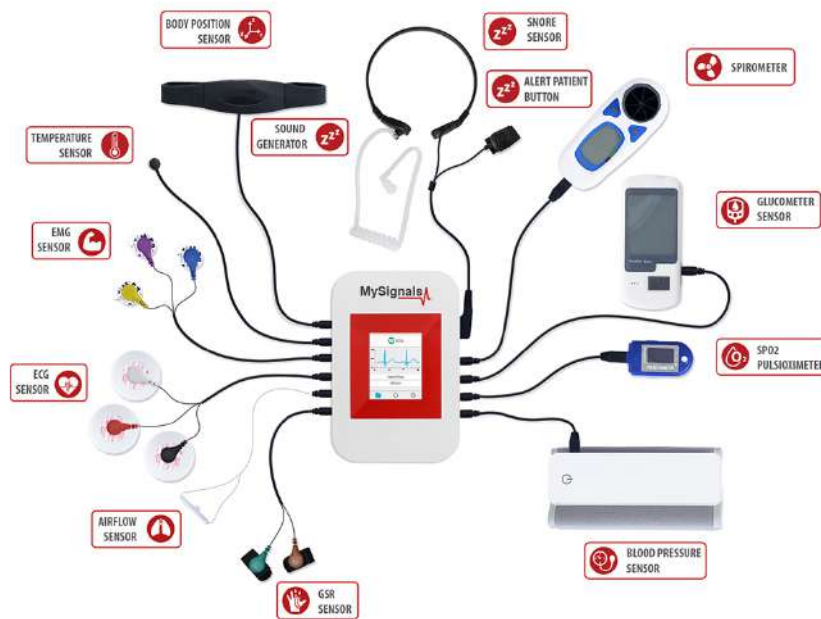 BODY POSITION
SENSOR
SNORE
SENSOR
SPIROMETER
ALERT PATIENT
BUTTON
SOUND
GENERATOR
TEMPERATURE
SENSOR
GLUCOMETER
SENSOR
EMG
SENSOR
MySignals
SPO2
PULSIOXIMETER
ECG
SENSOR
AIRFLOW
SENSOR
BLOOD PRESSURE
SENSOR
GSR
SENSOR